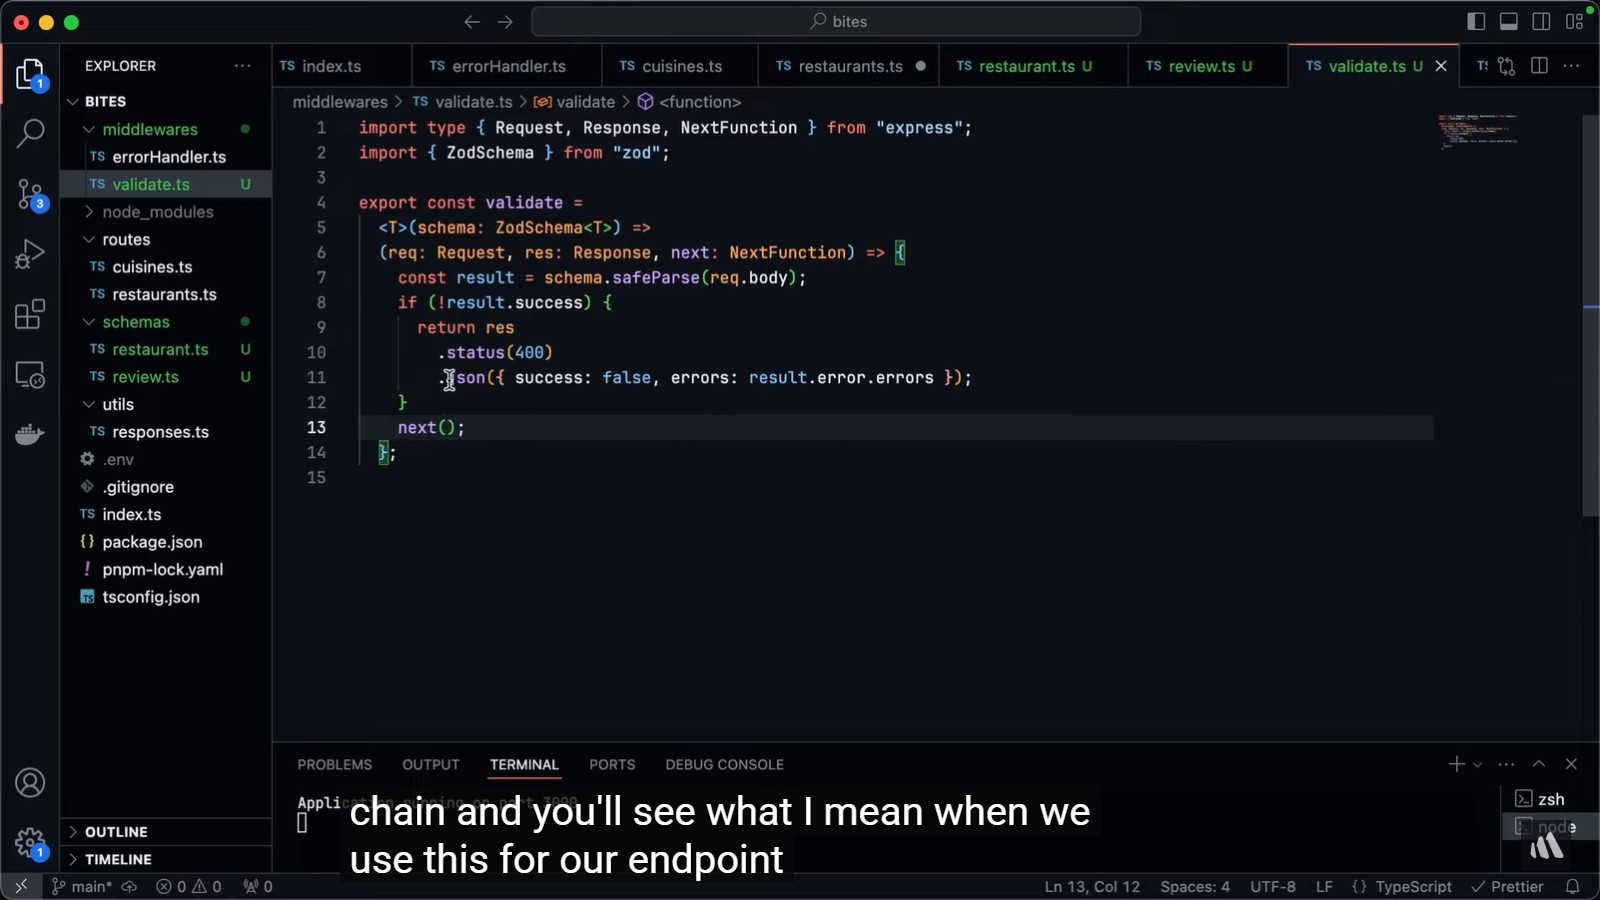 bites
EXPLORER
TS index.ts
TS errorHandler.ts
TS cuisines.ts
TS restaurants.ts
TS restaurant.ts U
TS review.ts U
TS validate.ts U
BITES
middlewares
TS errorHandler.ts
TS validate.ts U
node_modules
routes
TS cuisines.ts
TS restaurants.ts
schemas
TS restaurant.ts U
TS review.ts U
utils
TS responses.ts
.env
.gitignore
TS index.ts
{} package.json
! pnpm-lock.yaml
TS tsconfig.json
OUTLINE
TIMELINE
1
3
1
middlewares > TS validate.ts > validate > <function>
1 import type { Request, Response, NextFunction } from "express";
2 import { ZodSchema } from "zod";
3
4 export const validate =
5 <T>(schema: ZodSchema<T>) =>
6 (req: Request, res: Response, next: NextFunction) => {
7 const result = schema.safeParse(req.body);
8 if (!result.success) {
9 return res
10 .status(400)
11 .json({ success: false, errors: result.error.errors });
12 }
13 next();
14 };
15
PROBLEMS OUTPUT TERMINAL PORTS DEBUG CONSOLE
zsh
node
chain and you'll see what I mean when we
use this for our endpoint
main* 0 0 0
Ln 13, Col 12 Spaces: 4 UTF-8 LF {} TypeScript Prettier